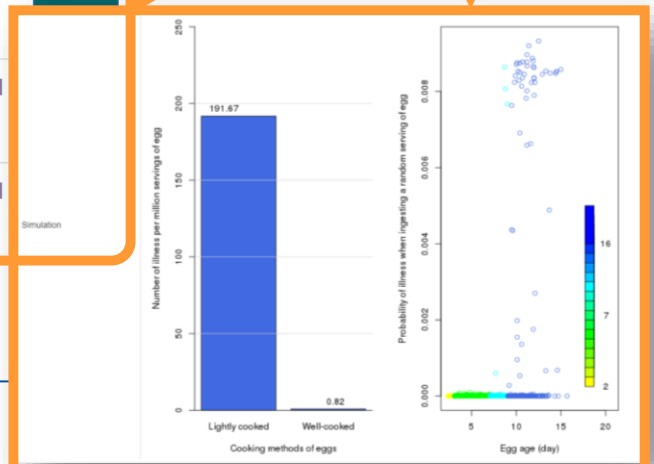 Simulation
Number of illness per million servings of egg
250
200
150
100
50
0
191.67
0.82
Lightly cooked
Well-cooked
Cooking methods of eggs
Probability of illness when ingesting a random serving of egg
0.008
0.006
0.004
0.002
0.000
16
7
2
5 10 15 20
Egg age (day)